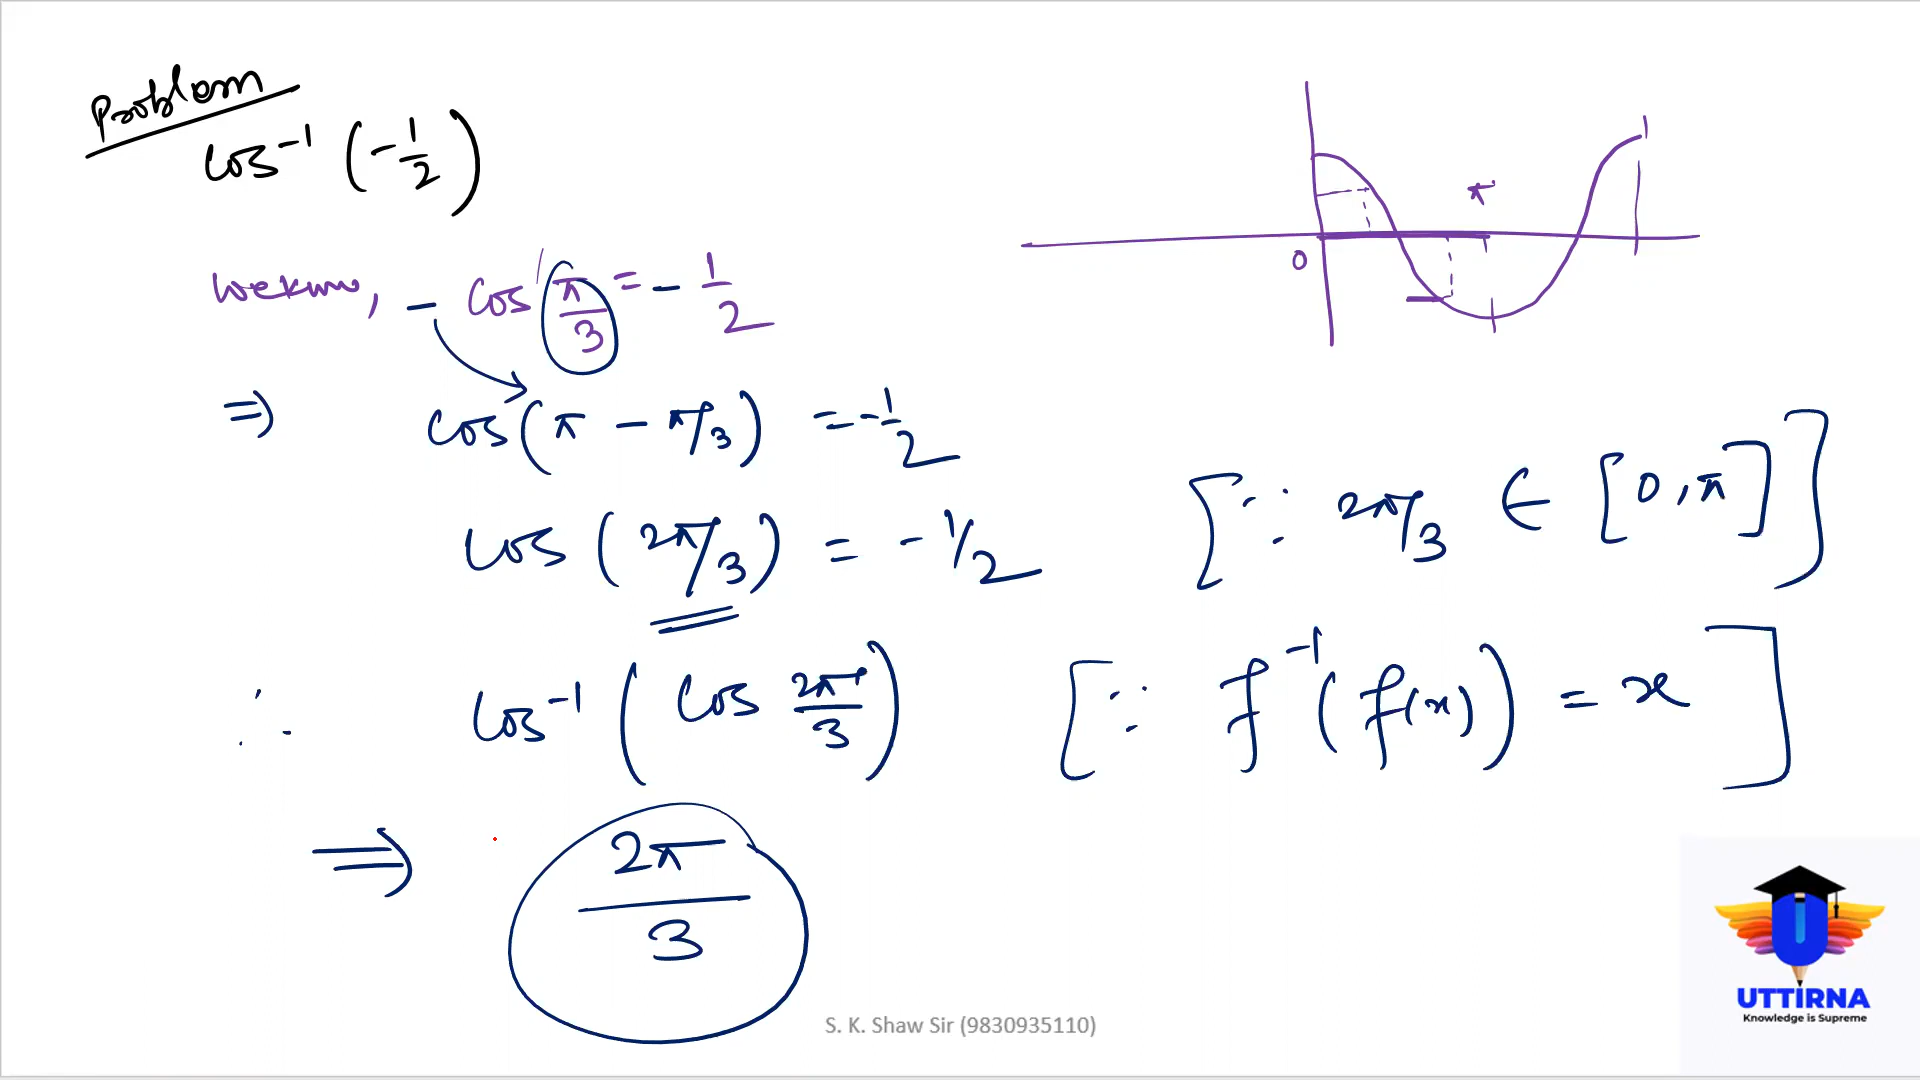 Problem
cos⁻¹ (-1/2)
we know, - cos π/3 = - 1/2
⇒ cos(π - π/3) = -1/2
cos (2π/3) = - 1/2 [∵ 2π/3 ∈ [0, π]]
∴ cos⁻¹ (cos 2π/3) [∵ f⁻¹(f(x)) = x]
⇒ 2π/3
0
π
1
UTTIRNA
Knowledge is Supreme
S. K. Shaw Sir (9830935110)